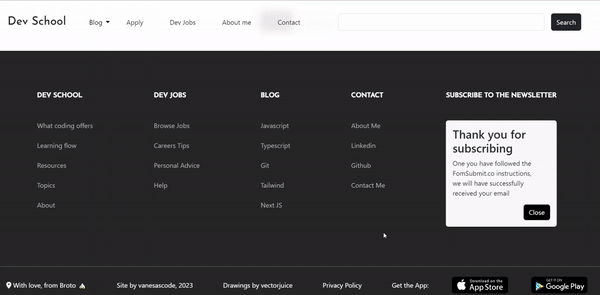 Dev School
Blog
Apply
Dev Jobs
About me
Contact
Search
DEV SCHOOL
What coding offers
Learning flow
Resources
Topics
About
DEV JOBS
Browse Jobs
Careers Tips
Personal Advice
Help
BLOG
Javascript
Typescript
Git
Tailwind
Next JS
CONTACT
About Me
Linkedin
Github
Contact Me
SUBSCRIBE TO THE NEWSLETTER
Thank you for
subscribing
One you have followed the
FomSubmit.co instructions,
we will have successfully
received your email
Close
With love, from Broto
Site by vanesascode, 2023
Drawings by vectorjuice
Privacy Policy
Get the App:
Download on the
App Store
GET IT ON
Google Play